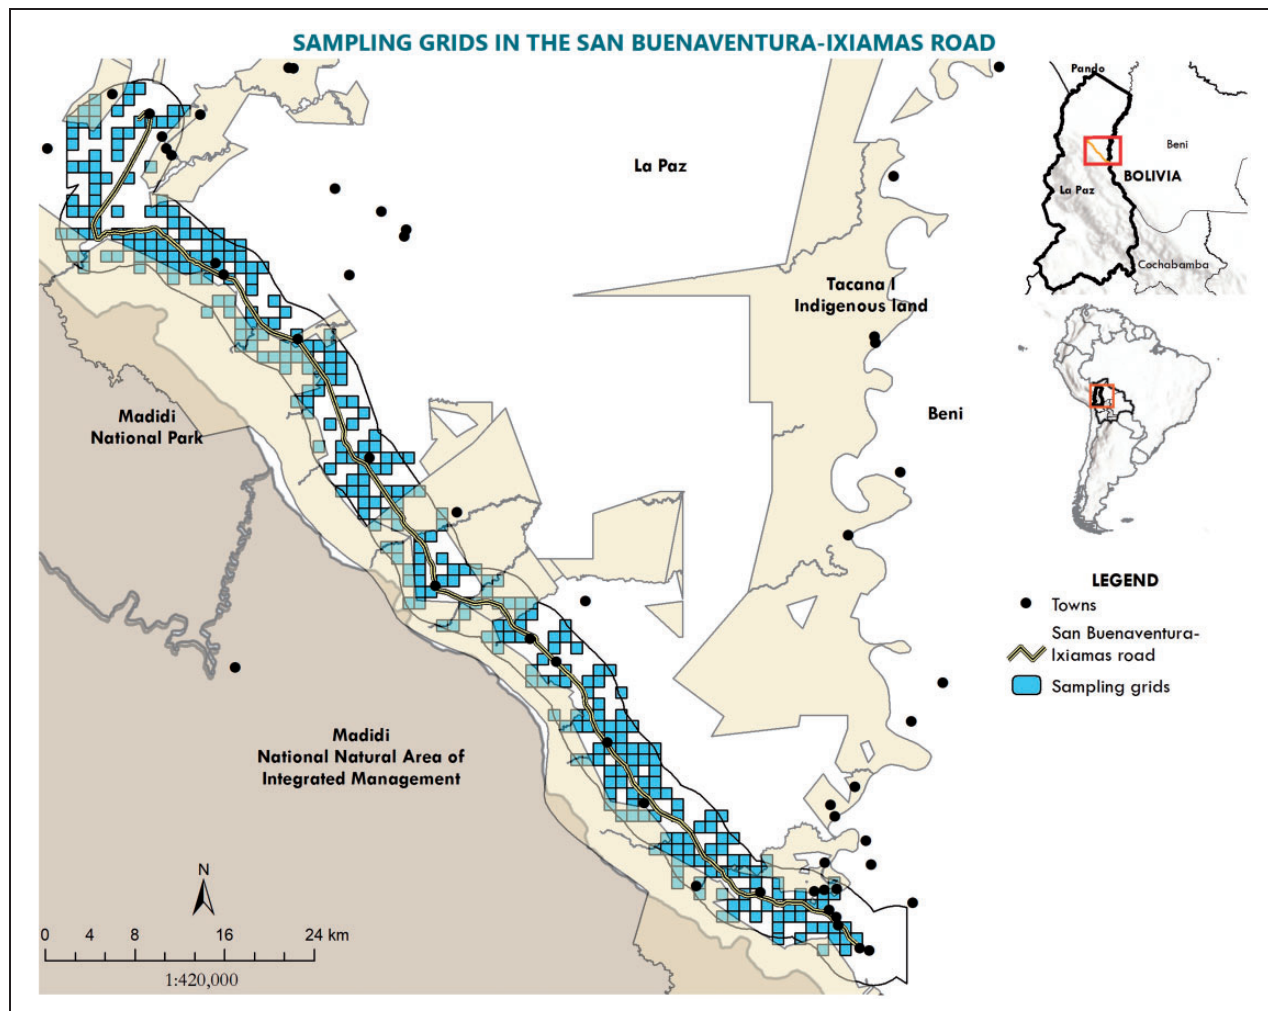 SAMPLING GRIDS IN THE SAN BUENAVENTURA-IXIAMAS ROAD
Pando
Beni
BOLIVIA
La Paz
Cochabamba
La Paz
Tacana I
Indigenous land
Beni
Madidi
National Park
Madidi
National Natural Area of
Integrated Management
LEGEND
Towns
San Buenaventura-
Ixiamas road
Sampling grids
N
0 4 8 16 24 km
1:420,000